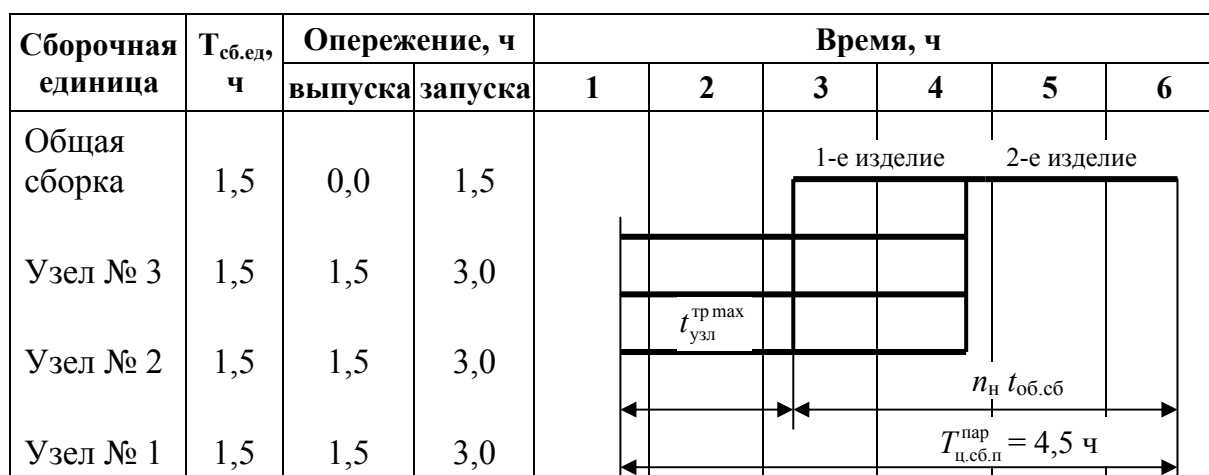 Сборочная единица Tсб.ед, ч Опережение, ч Время, ч
выпуска запуска 1 2 3 4 5 6
Общая сборка 1,5 0,0 1,5
1-е изделие 2-е изделие
Узел № 3 1,5 1,5 3,0
t узл тр max
Узел № 2 1,5 1,5 3,0
nн tоб.сб
Узел № 1 1,5 1,5 3,0
T ц.сб.п пар = 4,5 ч